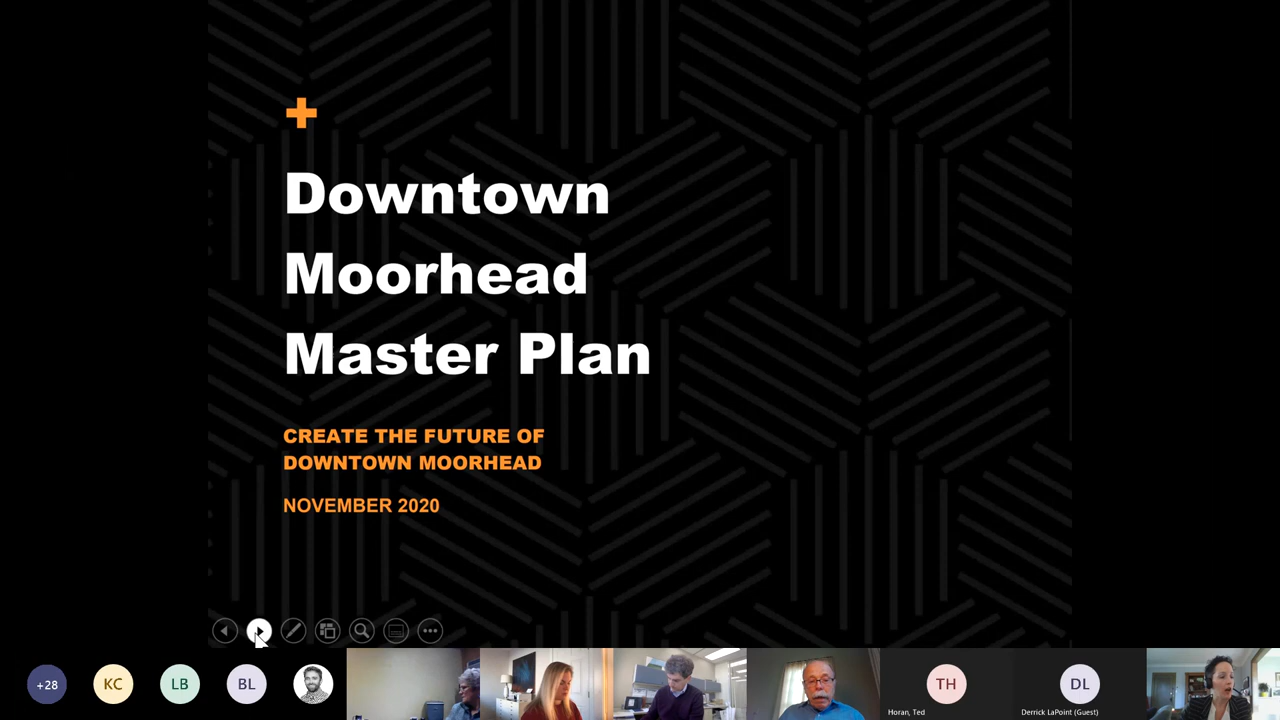 Downtown
Moorhead
Master Plan
CREATE THE FUTURE OF
DOWNTOWN MOORHEAD
NOVEMBER 2020
+28
KC
LB
BL
TH
Horan, Ted
DL
Derrick LaPoint (Guest)